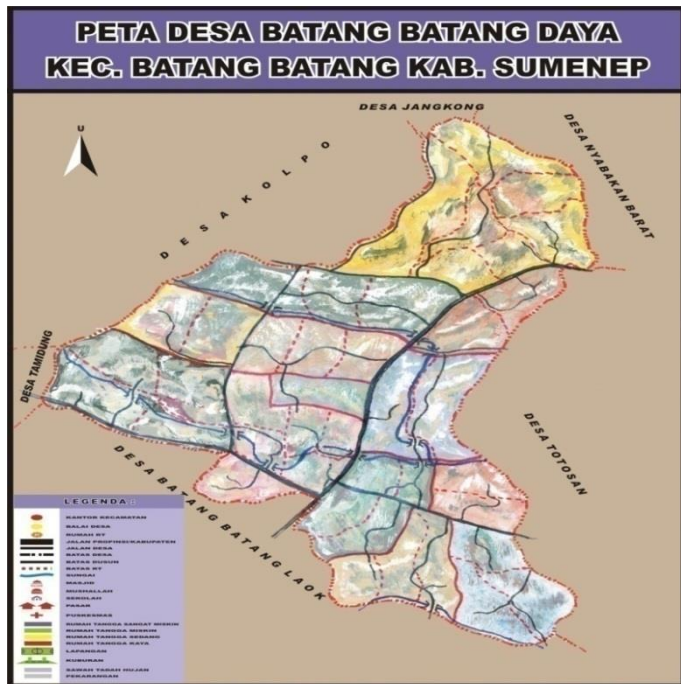 PETA DESA BATANG BATANG DAYA
KEC. BATANG BATANG KAB. SUMENEP
DESA JANGKONG
DESA NYABAKAN BARAT
DESA KOLPO
U
DESA TAMIDUNG
DESA TOTOSAN
DESA BATANG BATANG LAOK
LEGENDA :
KANTOR KECAMATAN
BALAI DESA
RUMAH RT
JALAN PROPINSI/KABUPATEN
JALAN DESA
BATAS DESA
BATAS DUSUN
BATAS RT
SUNGAI
MASJID
MUSHALLAH
SEKOLAH
PASAR
PUSKESMAS
RUMAH TANGGA SANGAT MISKIN
RUMAH TANGGA MISKIN
RUMAH TANGGA SEDANG
RUMAH TANGGA KAYA
LAPANGAN
KUBURAN
SAWAH TADAH HUJAN
PEKARANGAN